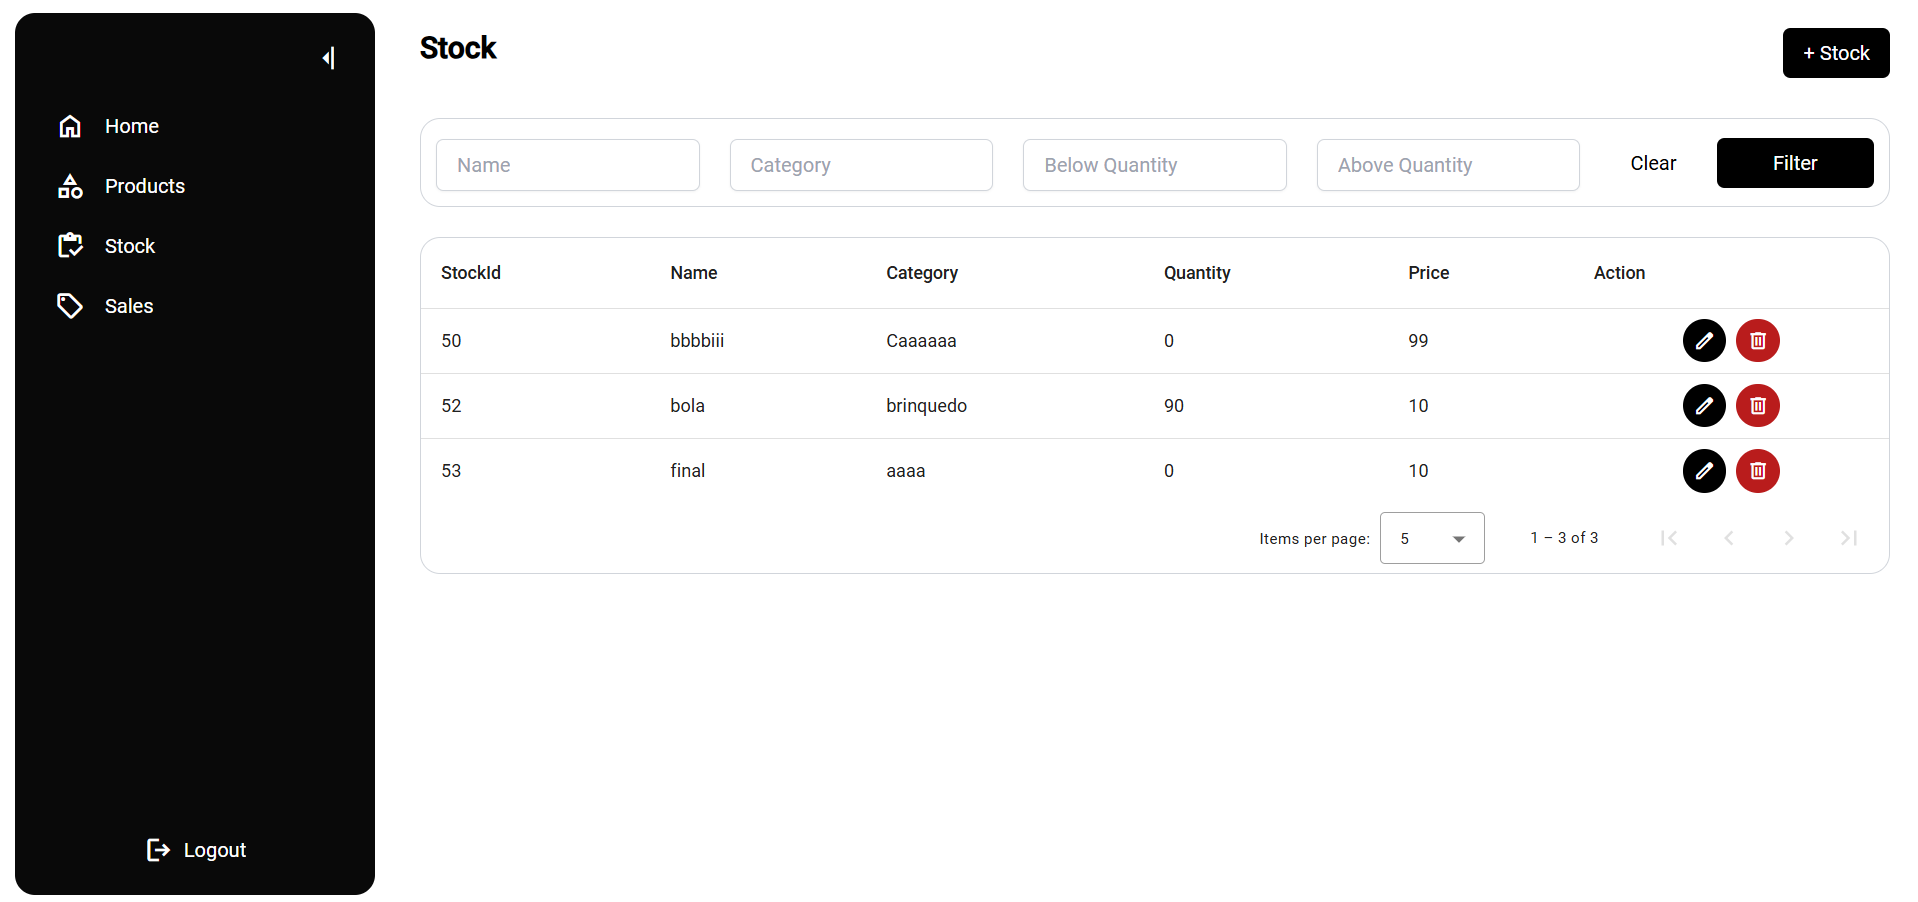 Home
Products
Stock
Sales
Logout
Stock
+ Stock
Name Category Below Quantity Above Quantity Clear Filter
StockId Name Category Quantity Price Action
50 bbbbiii Caaaaaa 0 99
52 bola brinquedo 90 10
53 final aaaa 0 10
Items per page: 5 1 – 3 of 3